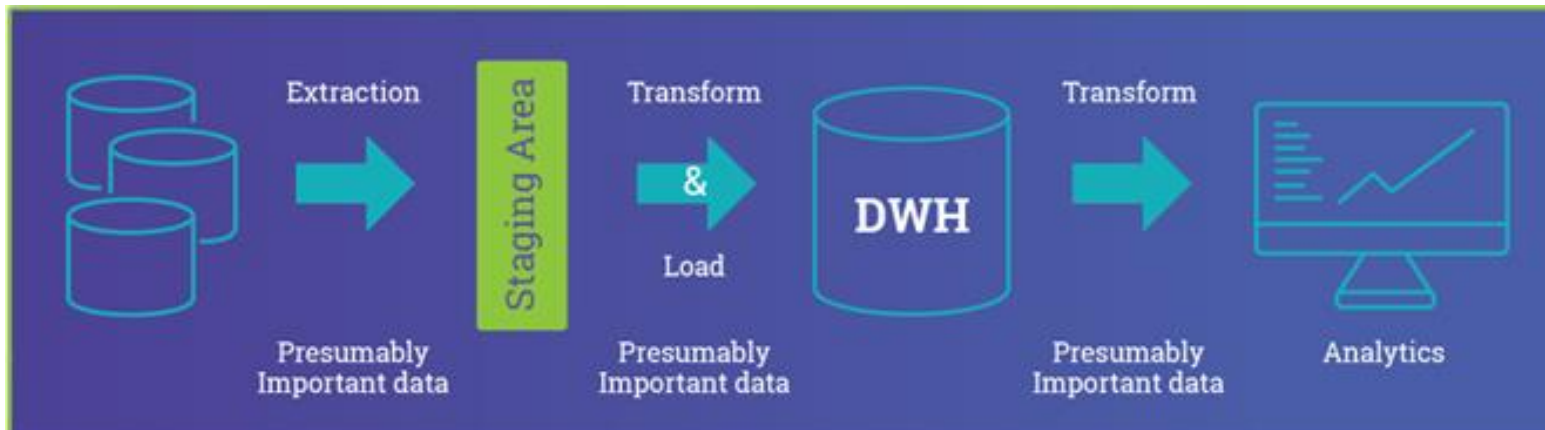 Extraction
Staging Area
Transform
&
Load
DWH
Transform
Presumably
Important data
Presumably
Important data
Presumably
Important data
Analytics